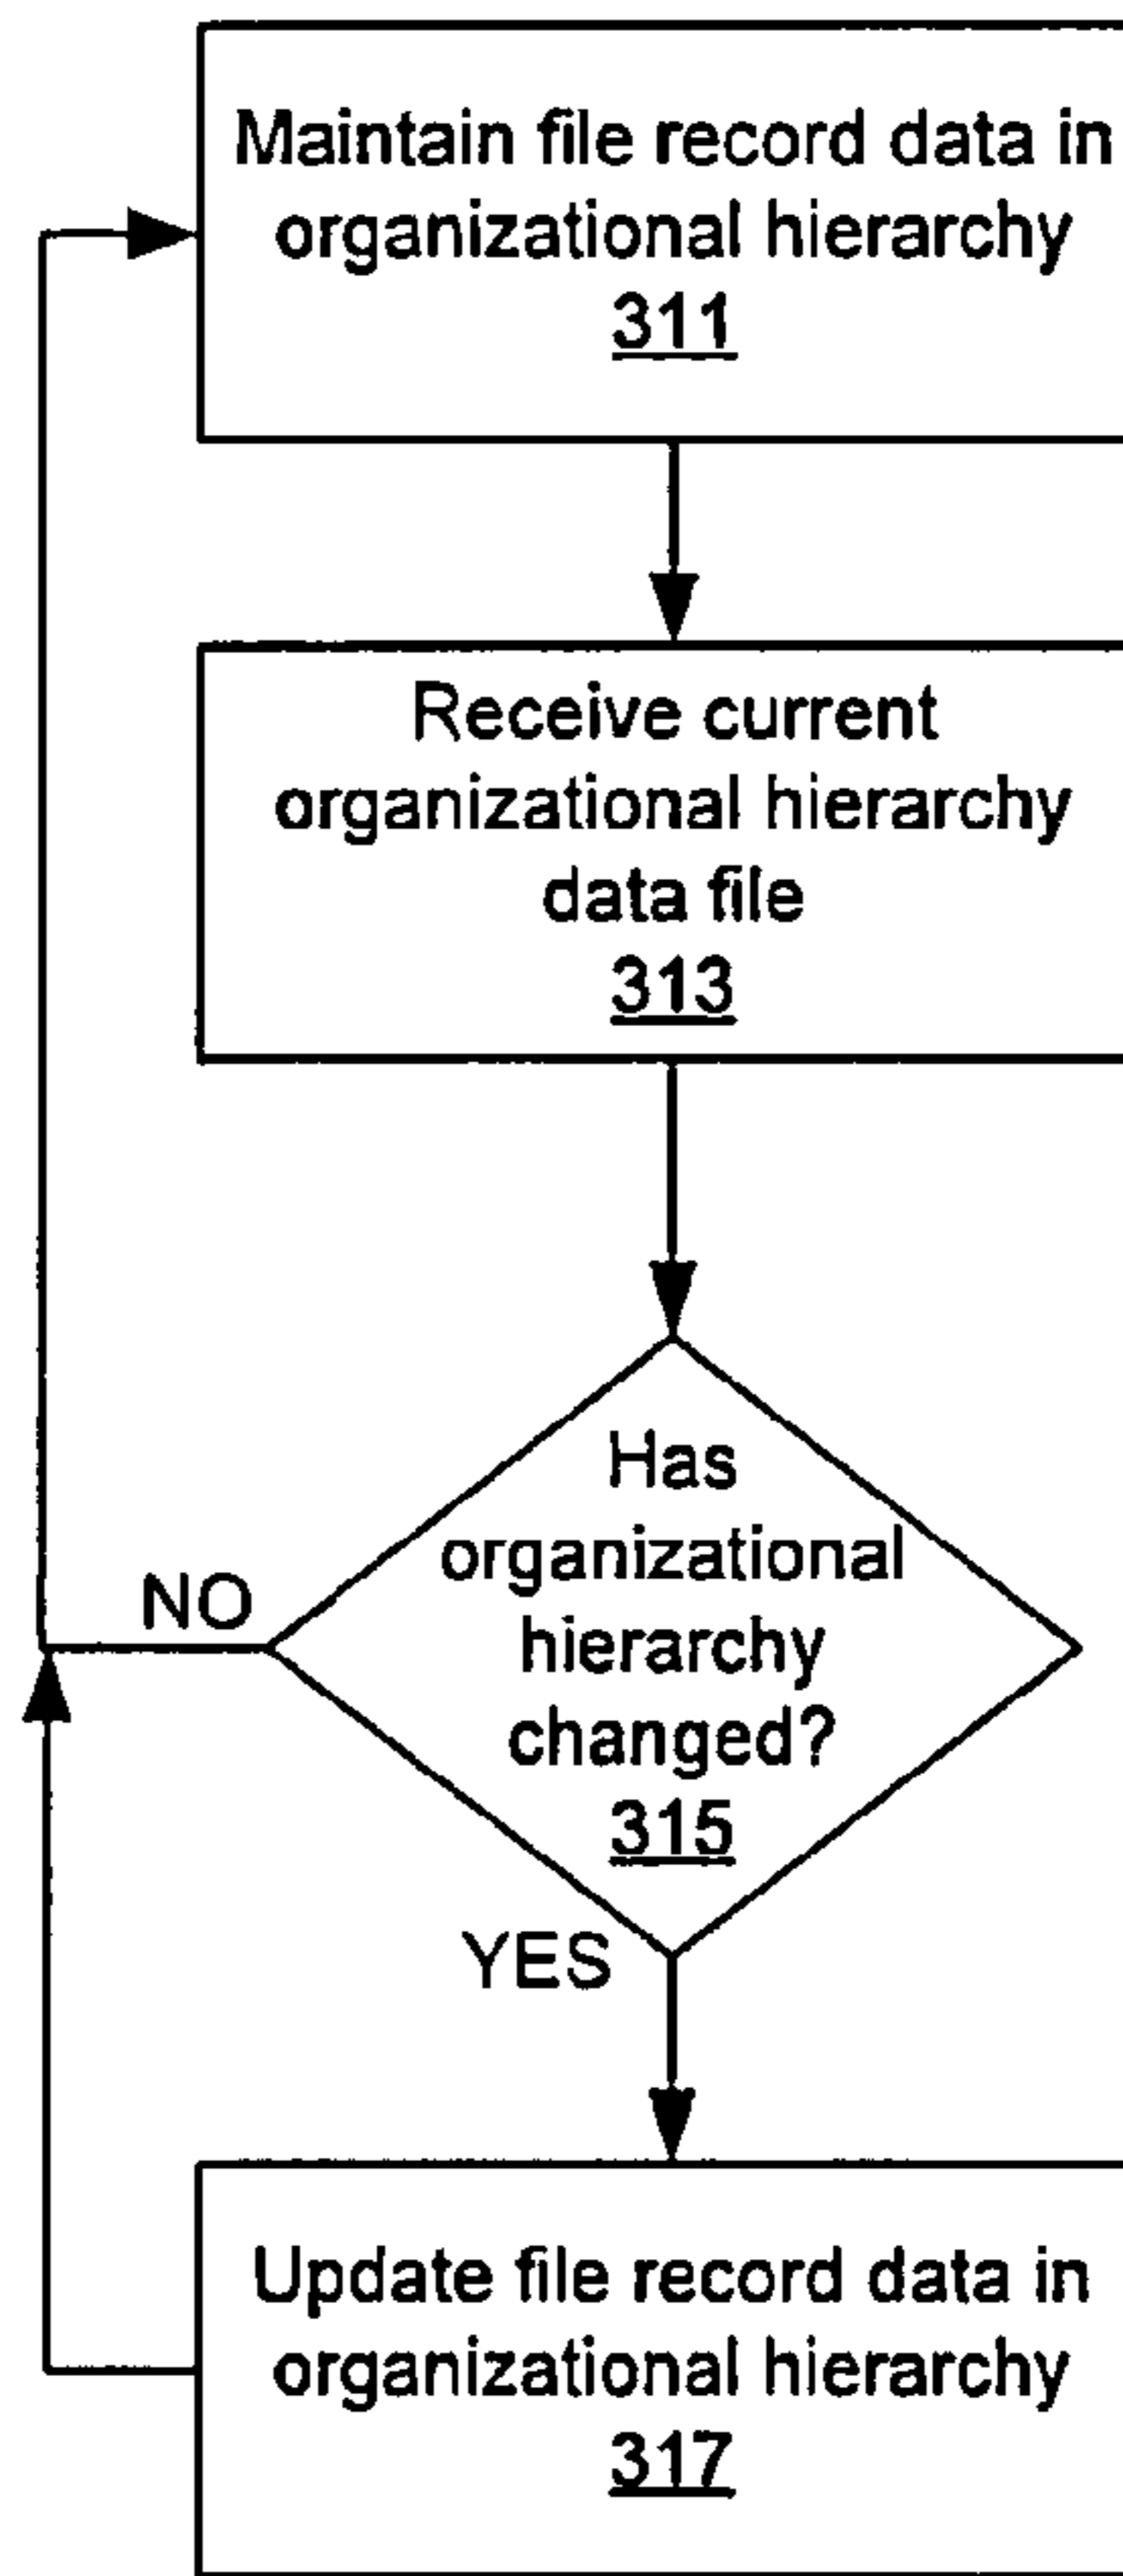 Maintain file record data in
organizational hierarchy
311
Receive current
organizational hierarchy
data file
313
Has
organizational
hierarchy
changed?
315
NO
YES
Update file record data in
organizational hierarchy
317